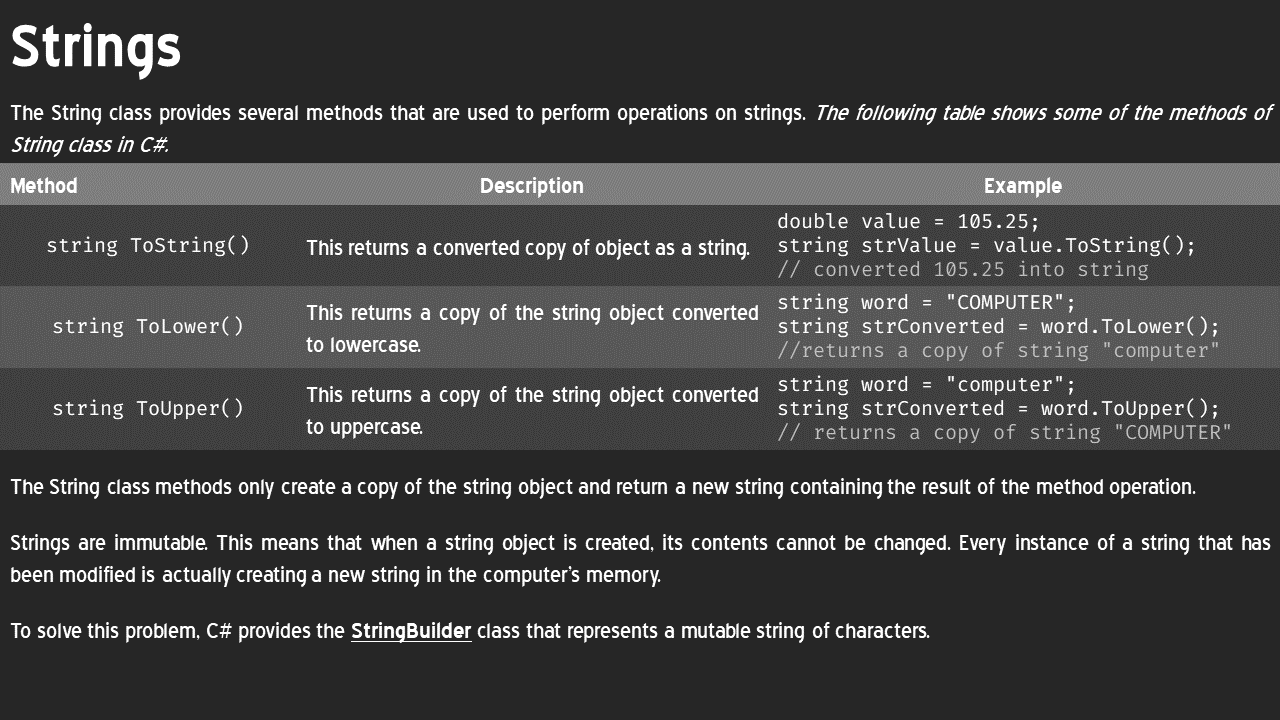 Strings
The String class provides several methods that are used to perform operations on strings. The following table shows some of the methods of
String class in C#.
Method Description Example
string ToString()
This returns a converted copy of object as a string.
double value = 105.25;
string strValue = value.ToString();
// converted 105.25 into string
string ToLower()
This returns a copy of the string object converted
to lowercase.
string word = "COMPUTER";
string strConverted = word.ToLower();
//returns a copy of string "computer"
string ToUpper()
This returns a copy of the string object converted
to uppercase.
string word = "computer";
string strConverted = word.ToUpper();
// returns a copy of string "COMPUTER"
The String class methods only create a copy of the string object and return a new string containing the result of the method operation.
Strings are immutable. This means that when a string object is created, its contents cannot be changed. Every instance of a string that has
been modified is actually creating a new string in the computer's memory.
To solve this problem, C# provides the StringBuilder class that represents a mutable string of characters.